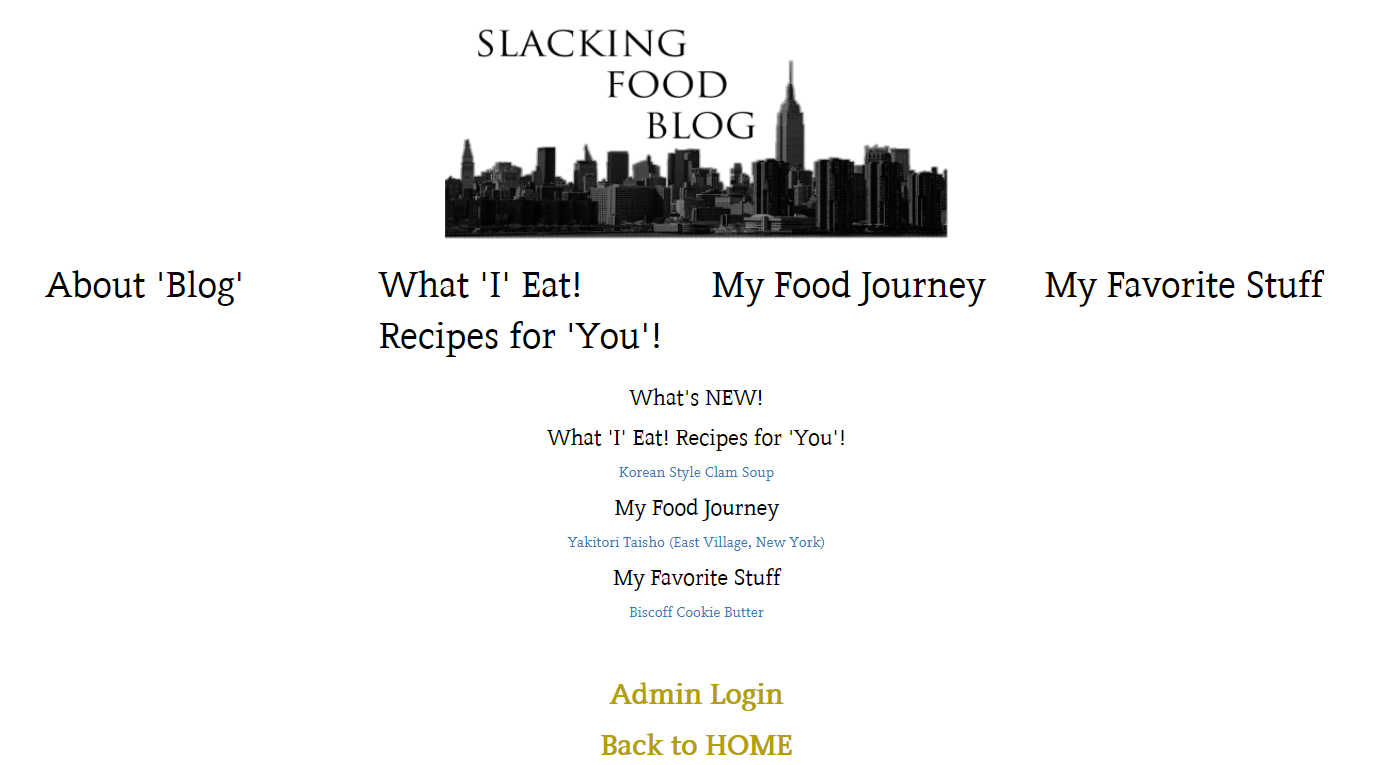 SLACKING
FOOD
BLOG
About 'Blog'
What 'I' Eat!
Recipes for 'You'!
My Food Journey
My Favorite Stuff
What's NEW!
What 'I' Eat! Recipes for 'You'!
Korean Style Clam Soup
My Food Journey
Yakitori Taisho (East Village, New York)
My Favorite Stuff
Biscoff Cookie Butter
Admin Login
Back to HOME